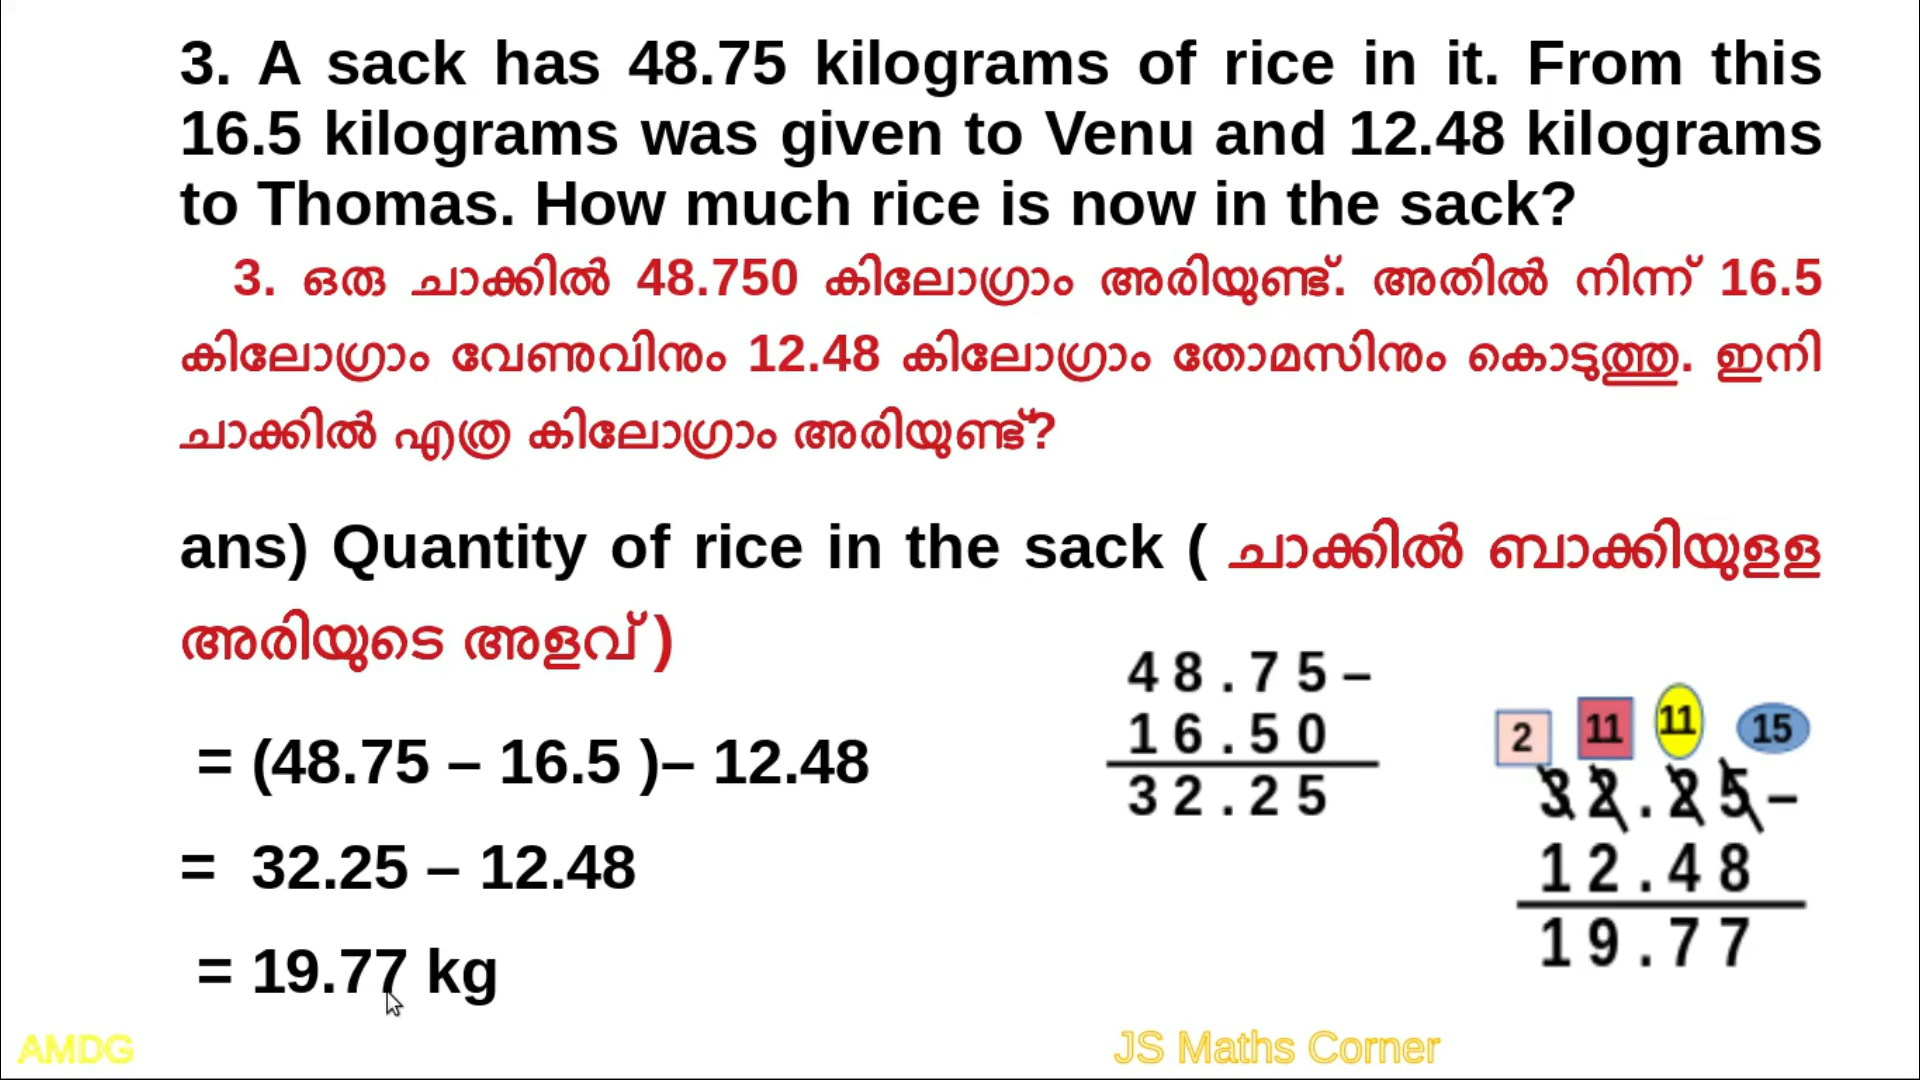 3. A sack has 48.75 kilograms of rice in it. From this
16.5 kilograms was given to Venu and 12.48 kilograms
to Thomas. How much rice is now in the sack?
3. ഒരു ചാക്കിൽ 48.750 കിലോഗ്രാം അരിയുണ്ട്. അതിൽ നിന്ന് 16.5
കിലോഗ്രാം വേണുവിനും 12.48 കിലോഗ്രാം തോമസിനും കൊടുത്തു. ഇനി
ചാക്കിൽ എത്ര കിലോഗ്രാം അരിയുണ്ട്?
ans) Quantity of rice in the sack ( ചാക്കിൽ ബാക്കിയുളള
അരിയുടെ അളവ് )
= (48.75 – 16.5 )– 12.48
= 32.25 – 12.48
= 19.77 kg
48.75–
16.50
32.25
2 11 11 15
32.25–
12.48
19.77
AMDG
JS Maths Corner